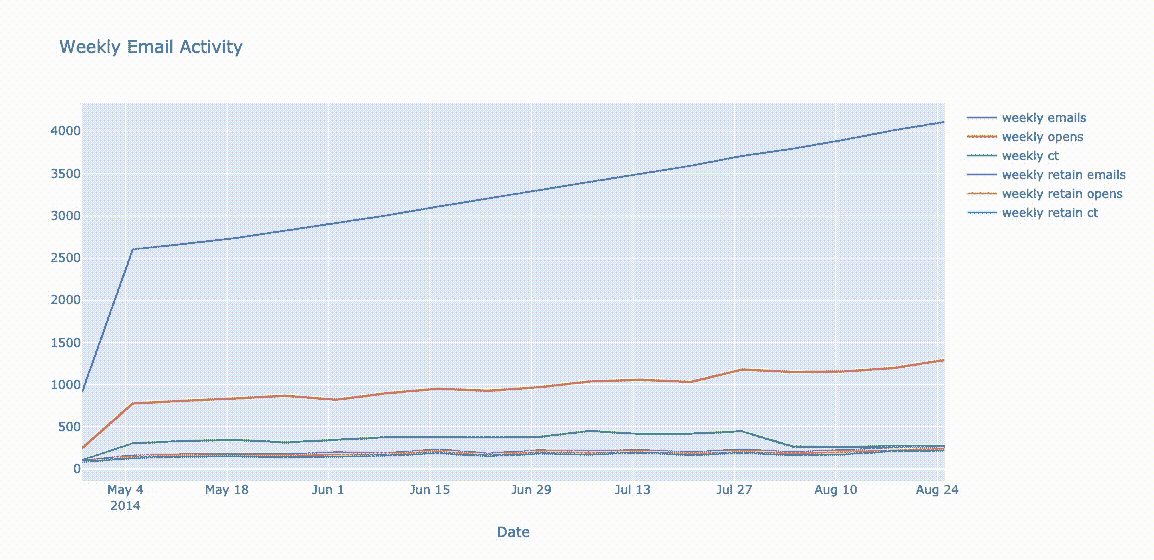 Weekly Email Activity
4000
3500
3000
2500
2000
1500
1000
500
0
May 4
2014
May 18
Jun 1
Jun 15
Jun 29
Jul 13
Jul 27
Aug 10
Aug 24
Date
weekly emails
weekly opens
weekly ct
weekly retain emails
weekly retain opens
weekly retain ct